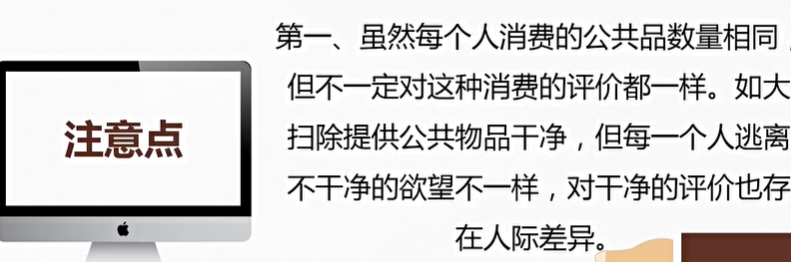 注意点
第一、虽然每个人消费的公共品数量相同，
但不一定对这种消费的评价都一样。如大
扫除提供公共物品干净，但每一个人逃离
不干净的欲望不一样，对干净的评价也存
在人际差异。